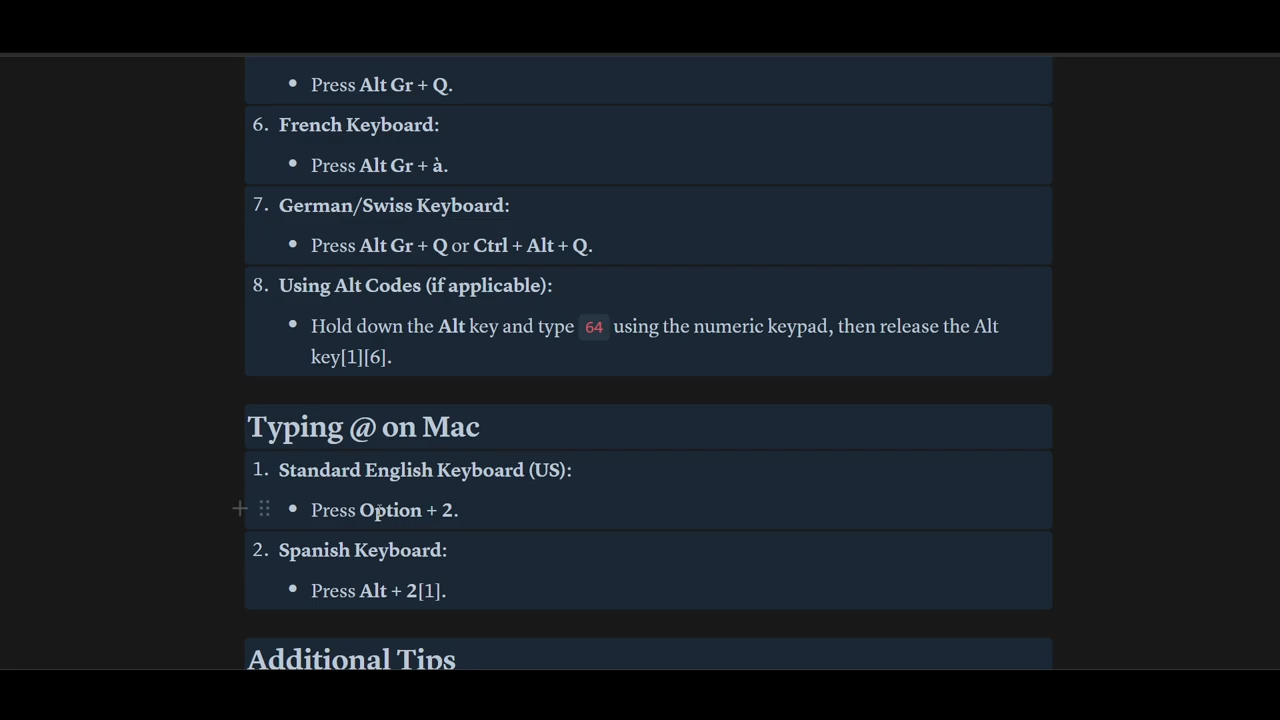 Press Alt Gr + Q.
6. French Keyboard:
Press Alt Gr + à.
7. German/Swiss Keyboard:
Press Alt Gr + Q or Ctrl + Alt + Q.
8. Using Alt Codes (if applicable):
Hold down the Alt key and type 64 using the numeric keypad, then release the Alt
key[1][6].
Typing @ on Mac
1. Standard English Keyboard (US):
Press Option + 2.
2. Spanish Keyboard:
Press Alt + 2[1].
Additional Tips